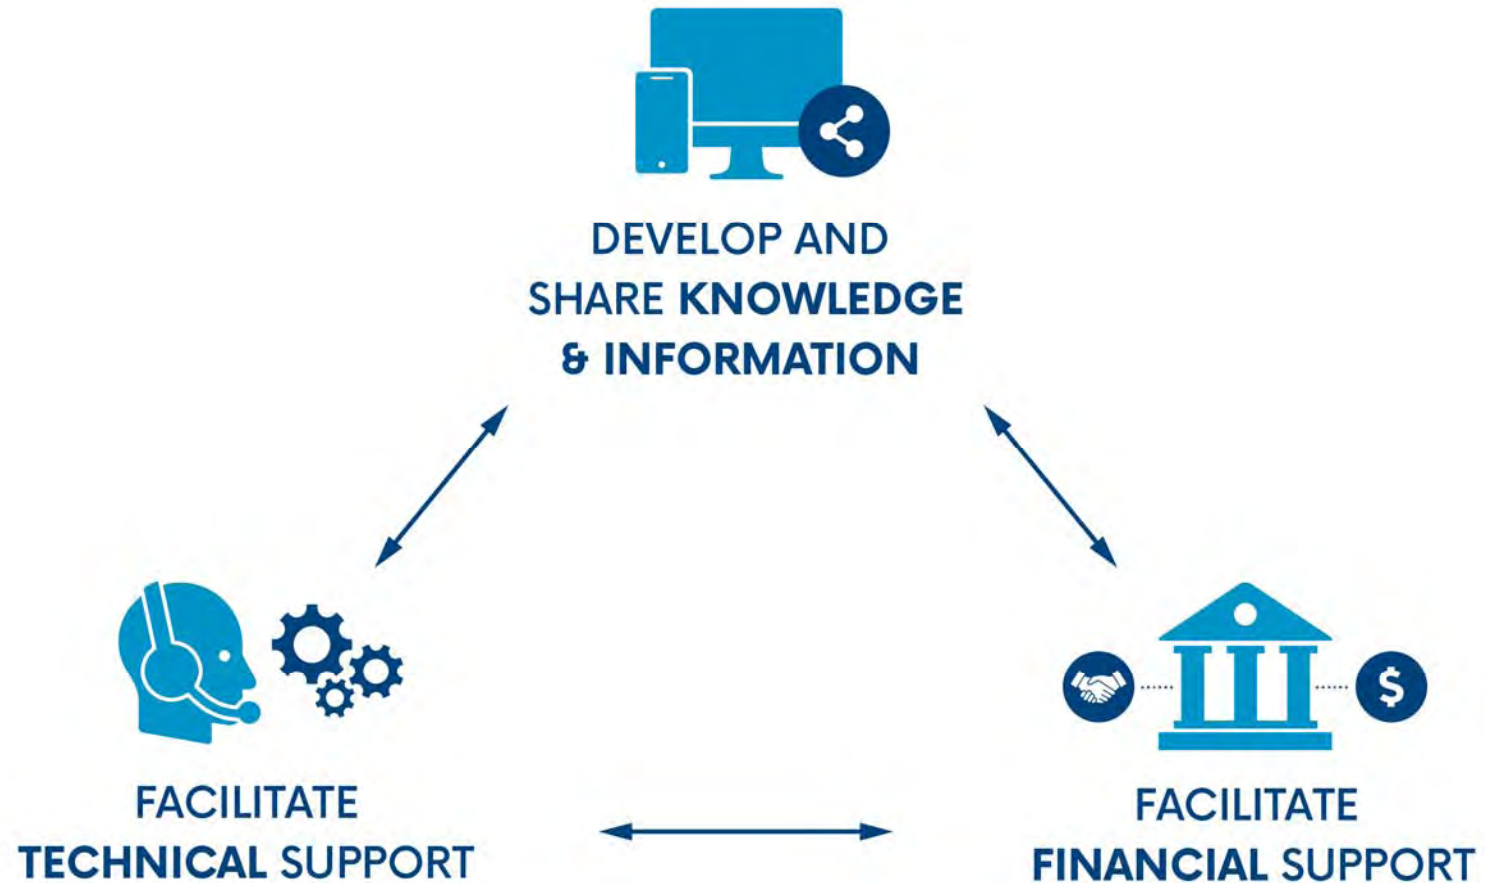 DEVELOP AND
SHARE KNOWLEDGE
& INFORMATION
$
FACILITATE
TECHNICAL SUPPORT
FACILITATE
FINANCIAL SUPPORT